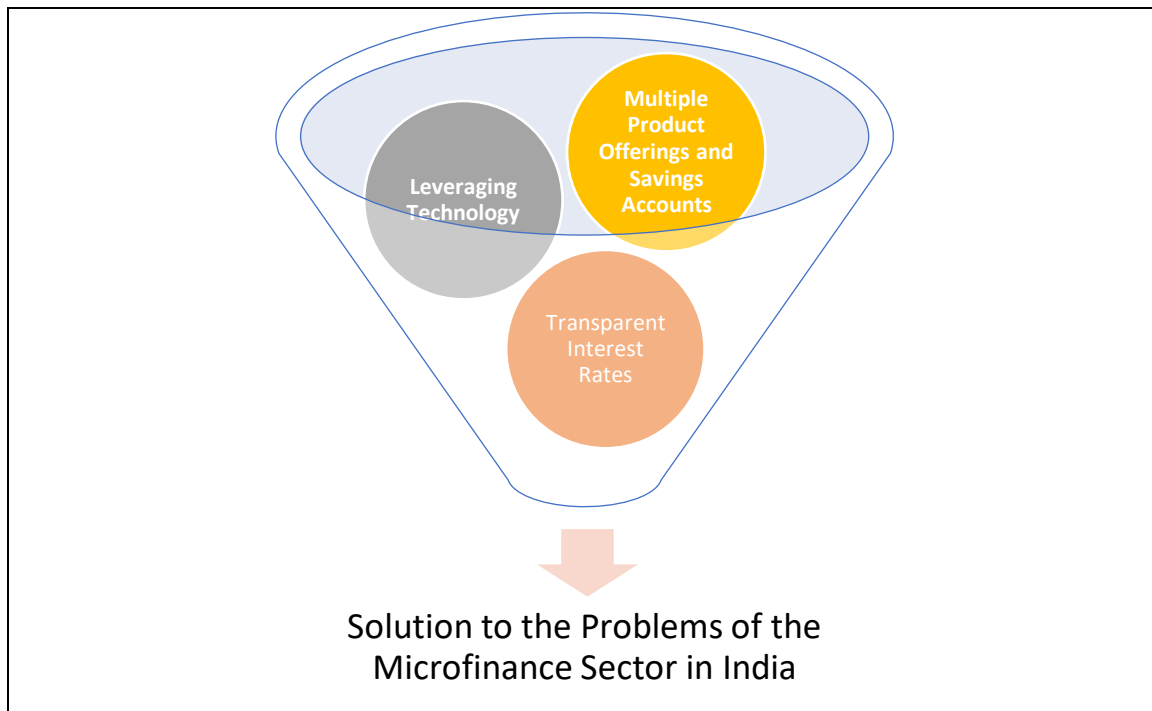 Multiple
Product
Offerings and
Savings
Accounts
Leveraging
Technology
Transparent
Interest
Rates
Solution to the Problems of the
Microfinance Sector in India